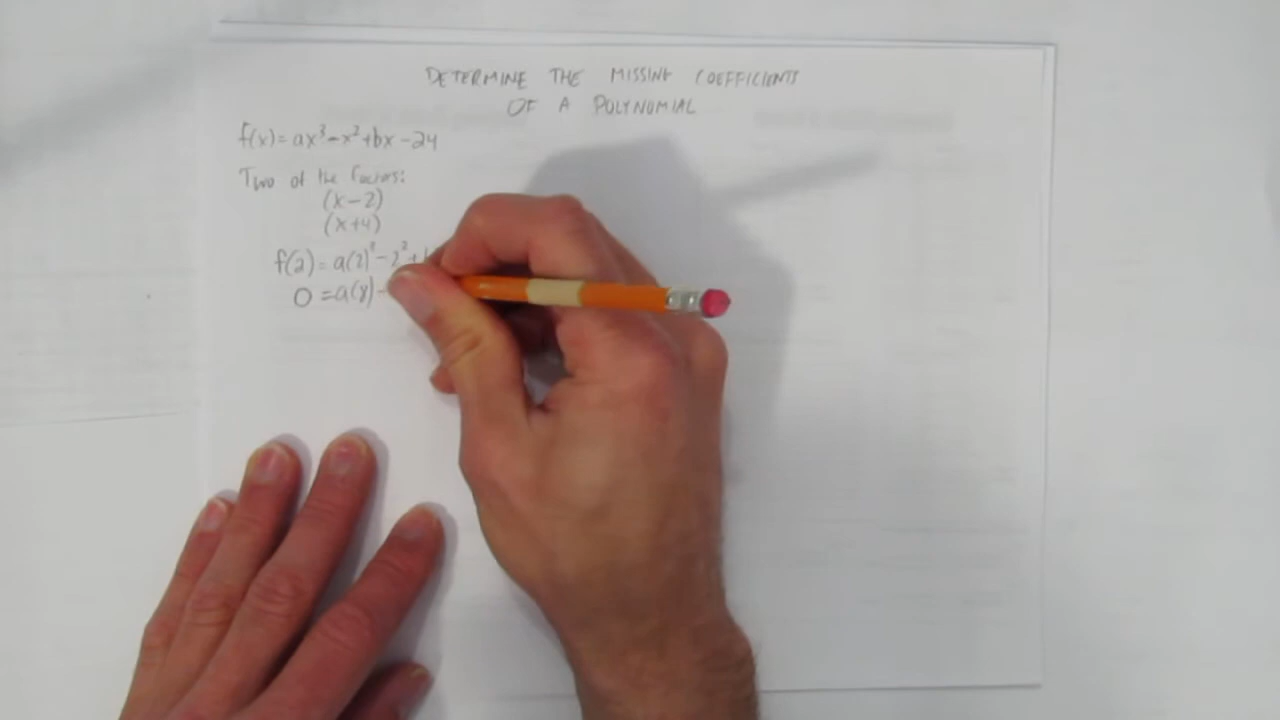 DETERMINE THE MISSING COEFFICIENTS
OF A POLYNOMIAL
f(x)= ax³-x²+bx -24
Two of the factors:
(x-2)
(x+4)
f(2) = a(2)³-2²+
0 =a(8)-